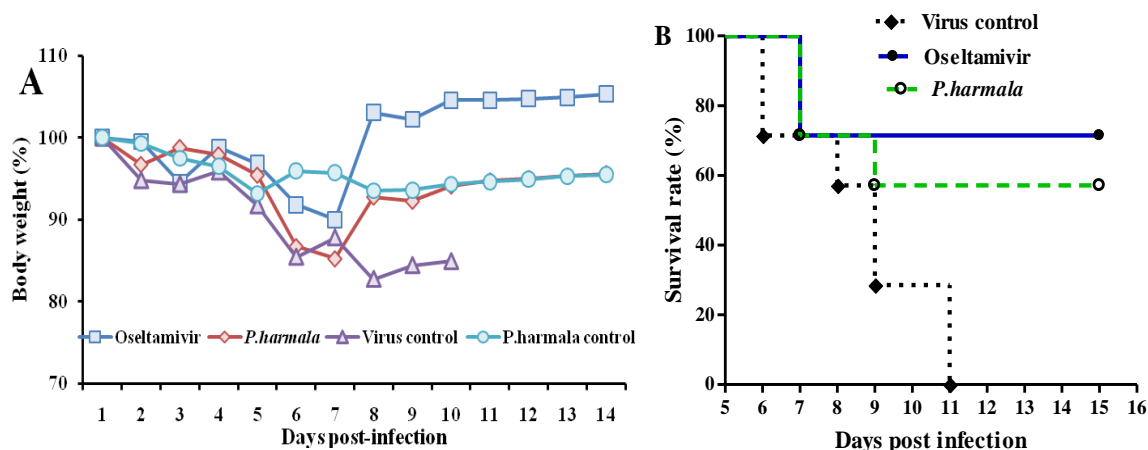 A
Body weight (%)
110
100
90
80
70
Oseltamivir P.harmala Virus control P.harmala control
1 2 3 4 5 6 7 8 9 10 11 12 13 14
Days post-infection
B
Virus control
Oseltamivir
P.harmala
Survival rate (%)
100
80
60
40
20
0
5 6 7 8 9 10 11 12 13 14 15 16
Days post infection